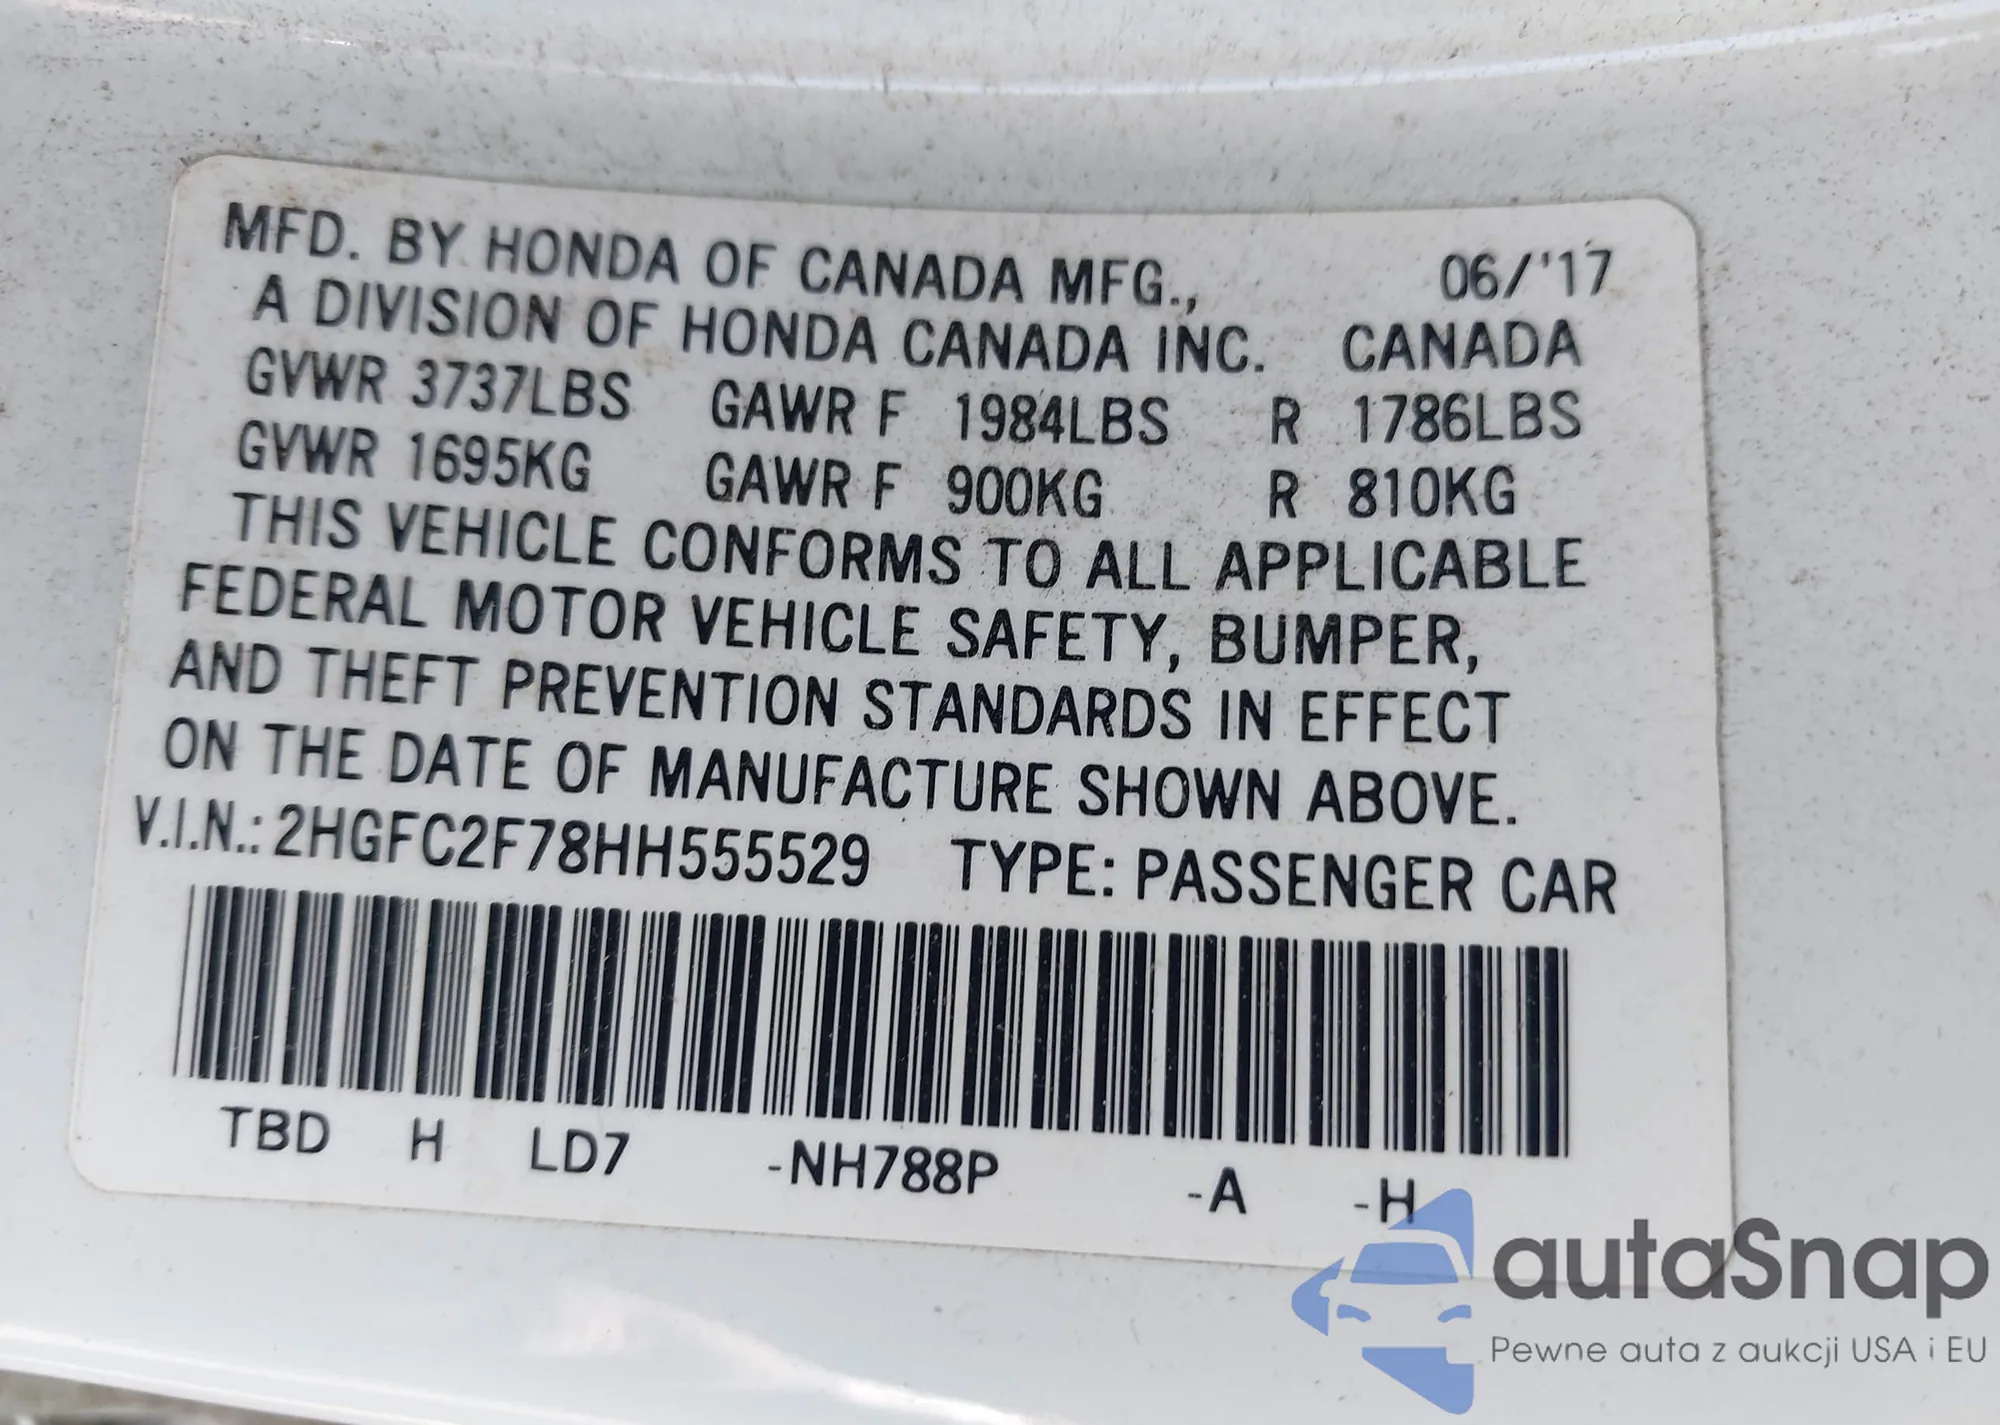 MFD. BY HONDA OF CANADA MFG., 06/'17
A DIVISION OF HONDA CANADA INC. CANADA
GVWR 3737LBS GAWR F 1984LBS R 1786LBS
GVWR 1695KG GAWR F 900KG R 810KG
THIS VEHICLE CONFORMS TO ALL APPLICABLE
FEDERAL MOTOR VEHICLE SAFETY, BUMPER,
AND THEFT PREVENTION STANDARDS IN EFFECT
ON THE DATE OF MANUFACTURE SHOWN ABOVE.
V.I.N.: 2HGFC2F78HH555529 TYPE: PASSENGER CAR
TBD H LD7 -NH788P -A -H
autaSnap
Pewne auta z aukcji USA i EU